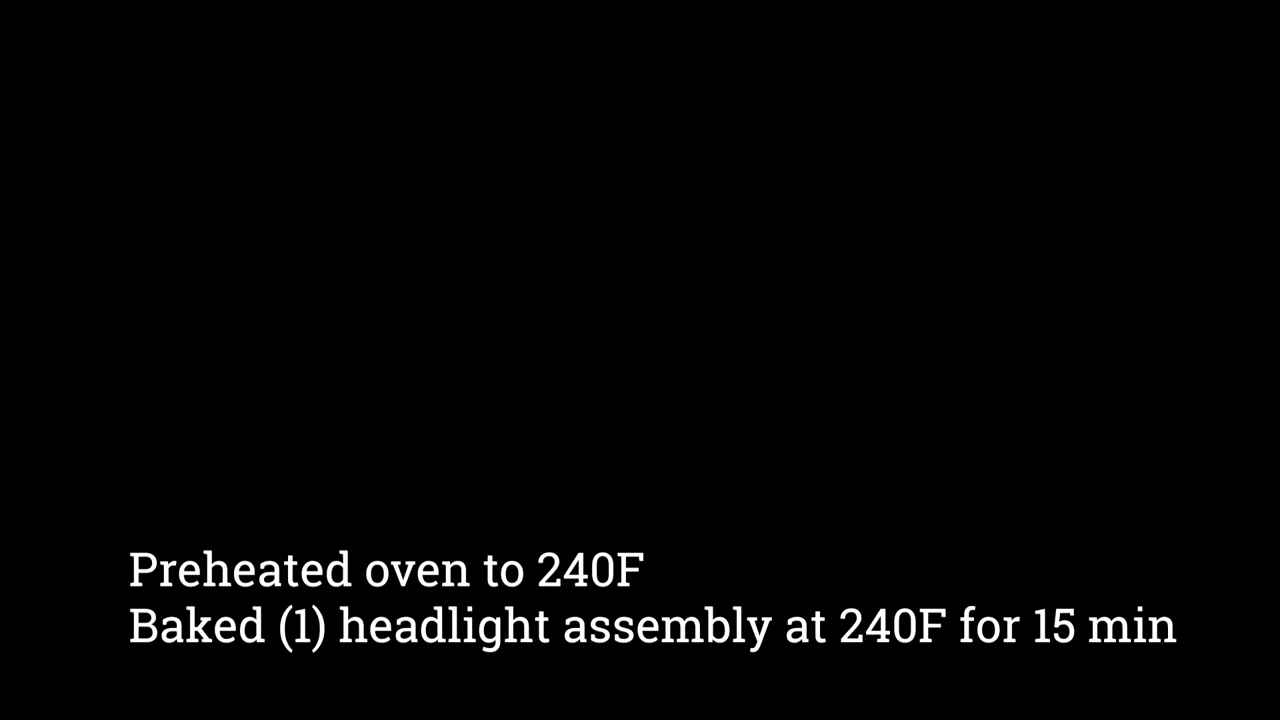 Preheated oven to 240F
Baked (1) headlight assembly at 240F for 15 min